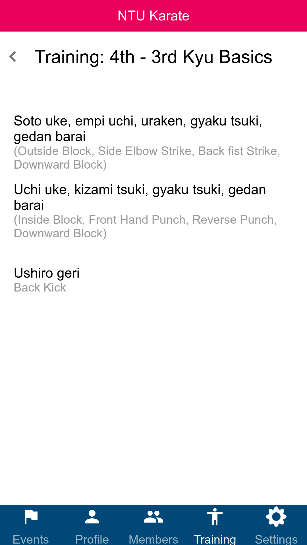 NTU Karate
Training: 4th - 3rd Kyu Basics
Soto uke, empi uchi, uraken, gyaku tsuki,
gedan barai
(Outside Block, Side Elbow Strike, Back fist Strike,
Downward Block)
Uchi uke, kizami tsuki, gyaku tsuki, gedan
barai
(Inside Block, Front Hand Punch, Reverse Punch,
Downward Block)
Ushiro geri
Back Kick
Events Profile Members Training Settings